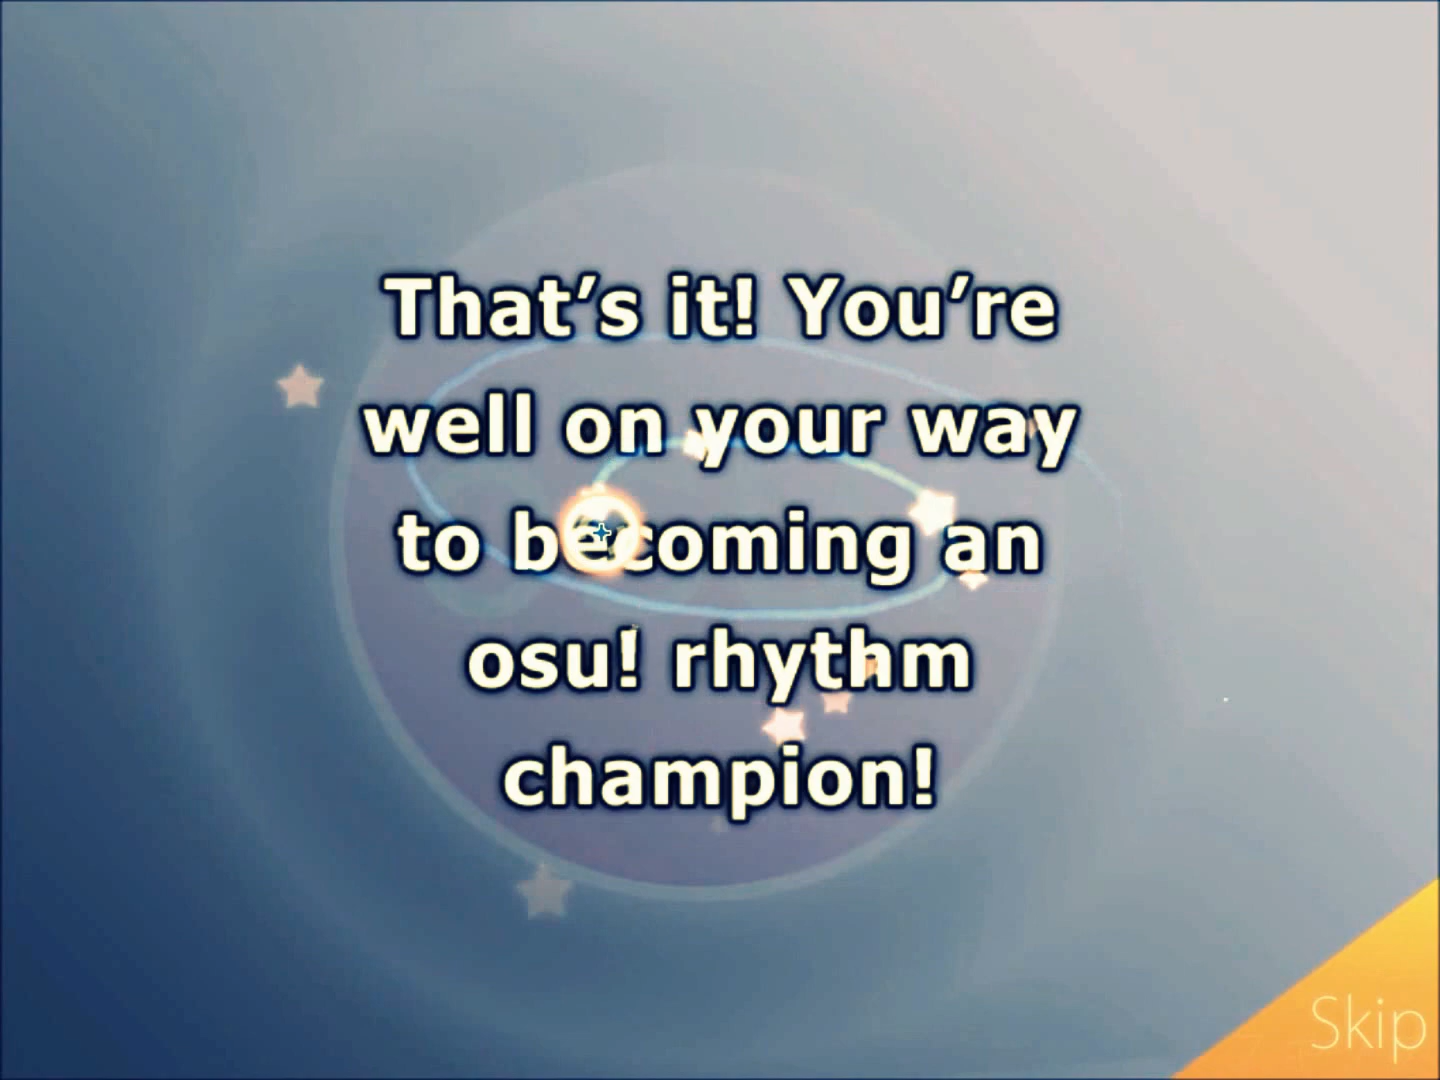 That’s it! You’re
well on your way
to becoming an
osu! rhythm
champion!
Skip